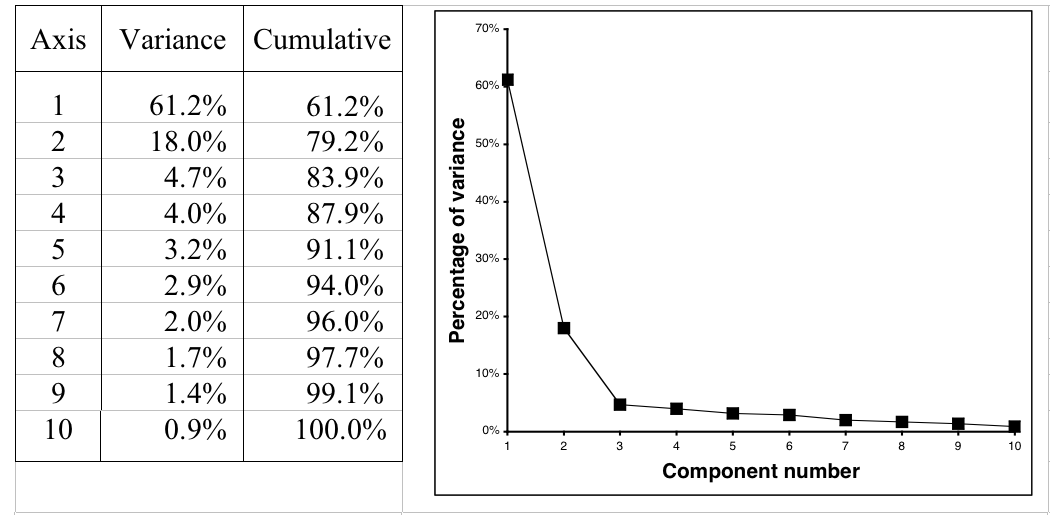 Axis Variance Cumulative
1 61.2% 61.2%
2 18.0% 79.2%
3 4.7% 83.9%
4 4.0% 87.9%
5 3.2% 91.1%
6 2.9% 94.0%
7 2.0% 96.0%
8 1.7% 97.7%
9 1.4% 99.1%
10 0.9% 100.0%
Percentage of variance
70%
60%
50%
40%
30%
20%
10%
0%
1 2 3 4 5 6 7 8 9 10
Component number